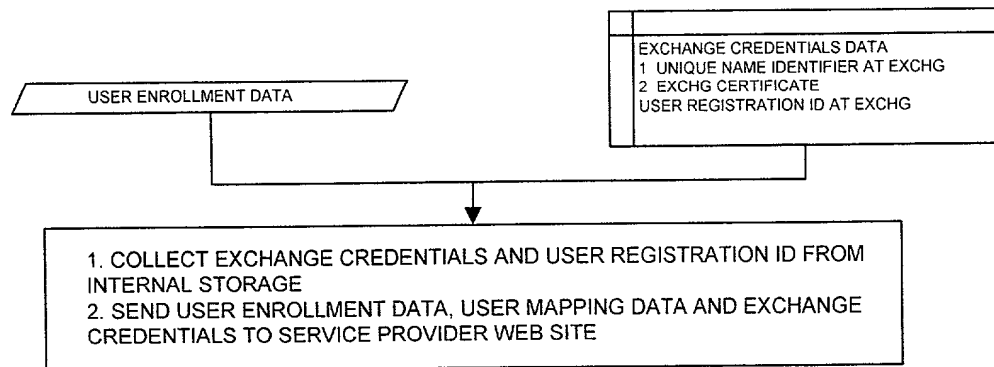 USER ENROLLMENT DATA
EXCHANGE CREDENTIALS DATA
1 UNIQUE NAME IDENTIFIER AT EXCHG
2 EXCHG CERTIFICATE
USER REGISTRATION ID AT EXCHG
1. COLLECT EXCHANGE CREDENTIALS AND USER REGISTRATION ID FROM
INTERNAL STORAGE
2. SEND USER ENROLLMENT DATA, USER MAPPING DATA AND EXCHANGE
CREDENTIALS TO SERVICE PROVIDER WEB SITE